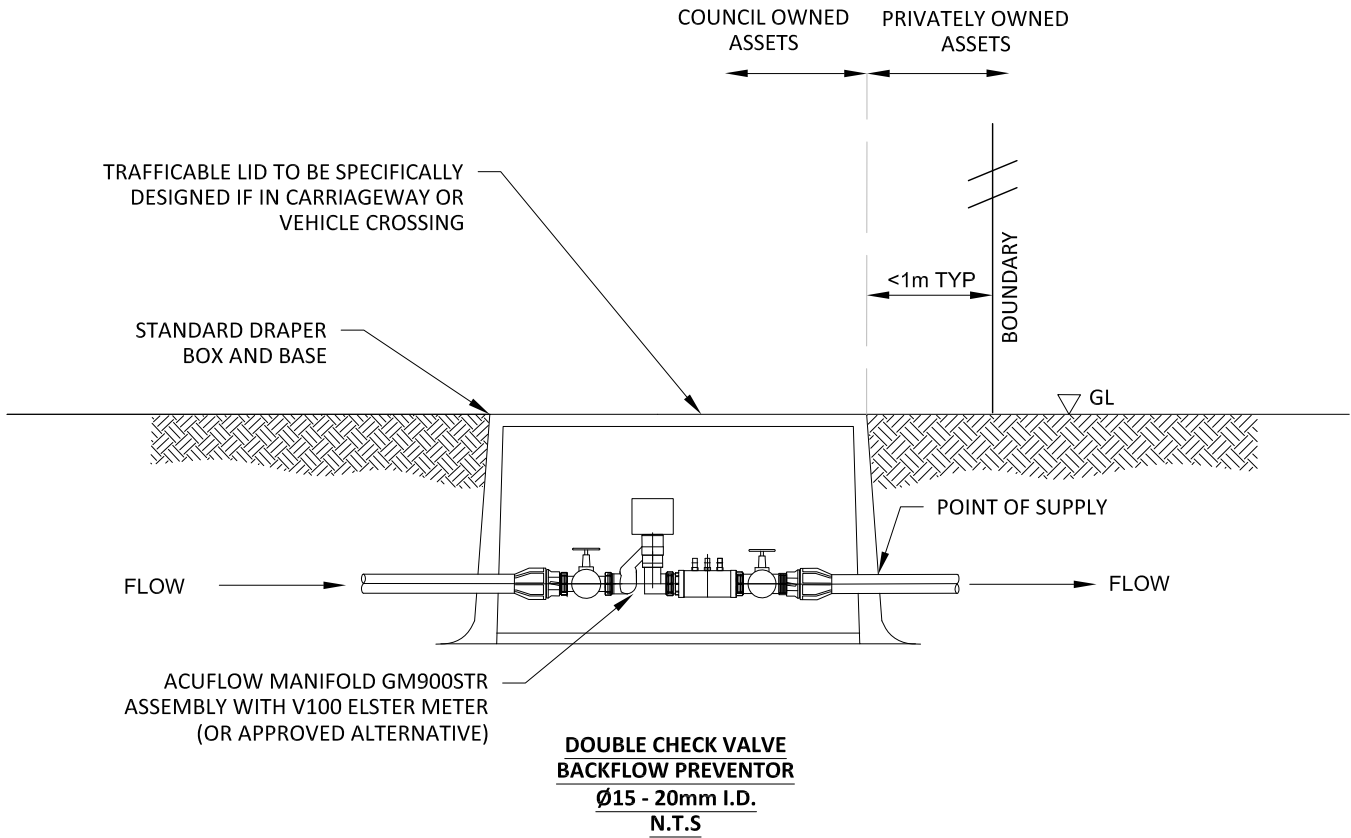 COUNCIL OWNED
ASSETS
PRIVATELY OWNED
ASSETS
TRAFFICABLE LID TO BE SPECIFICALLY
DESIGNED IF IN CARRIAGEWAY OR
VEHICLE CROSSING
<1m TYP
BOUNDARY
STANDARD DRAPER
BOX AND BASE
GL
POINT OF SUPPLY
FLOW
FLOW
ACUFLOW MANIFOLD GM900STR
ASSEMBLY WITH V100 ELSTER METER
(OR APPROVED ALTERNATIVE)
DOUBLE CHECK VALVE
BACKFLOW PREVENTOR
Ø15 - 20mm I.D.
N.T.S